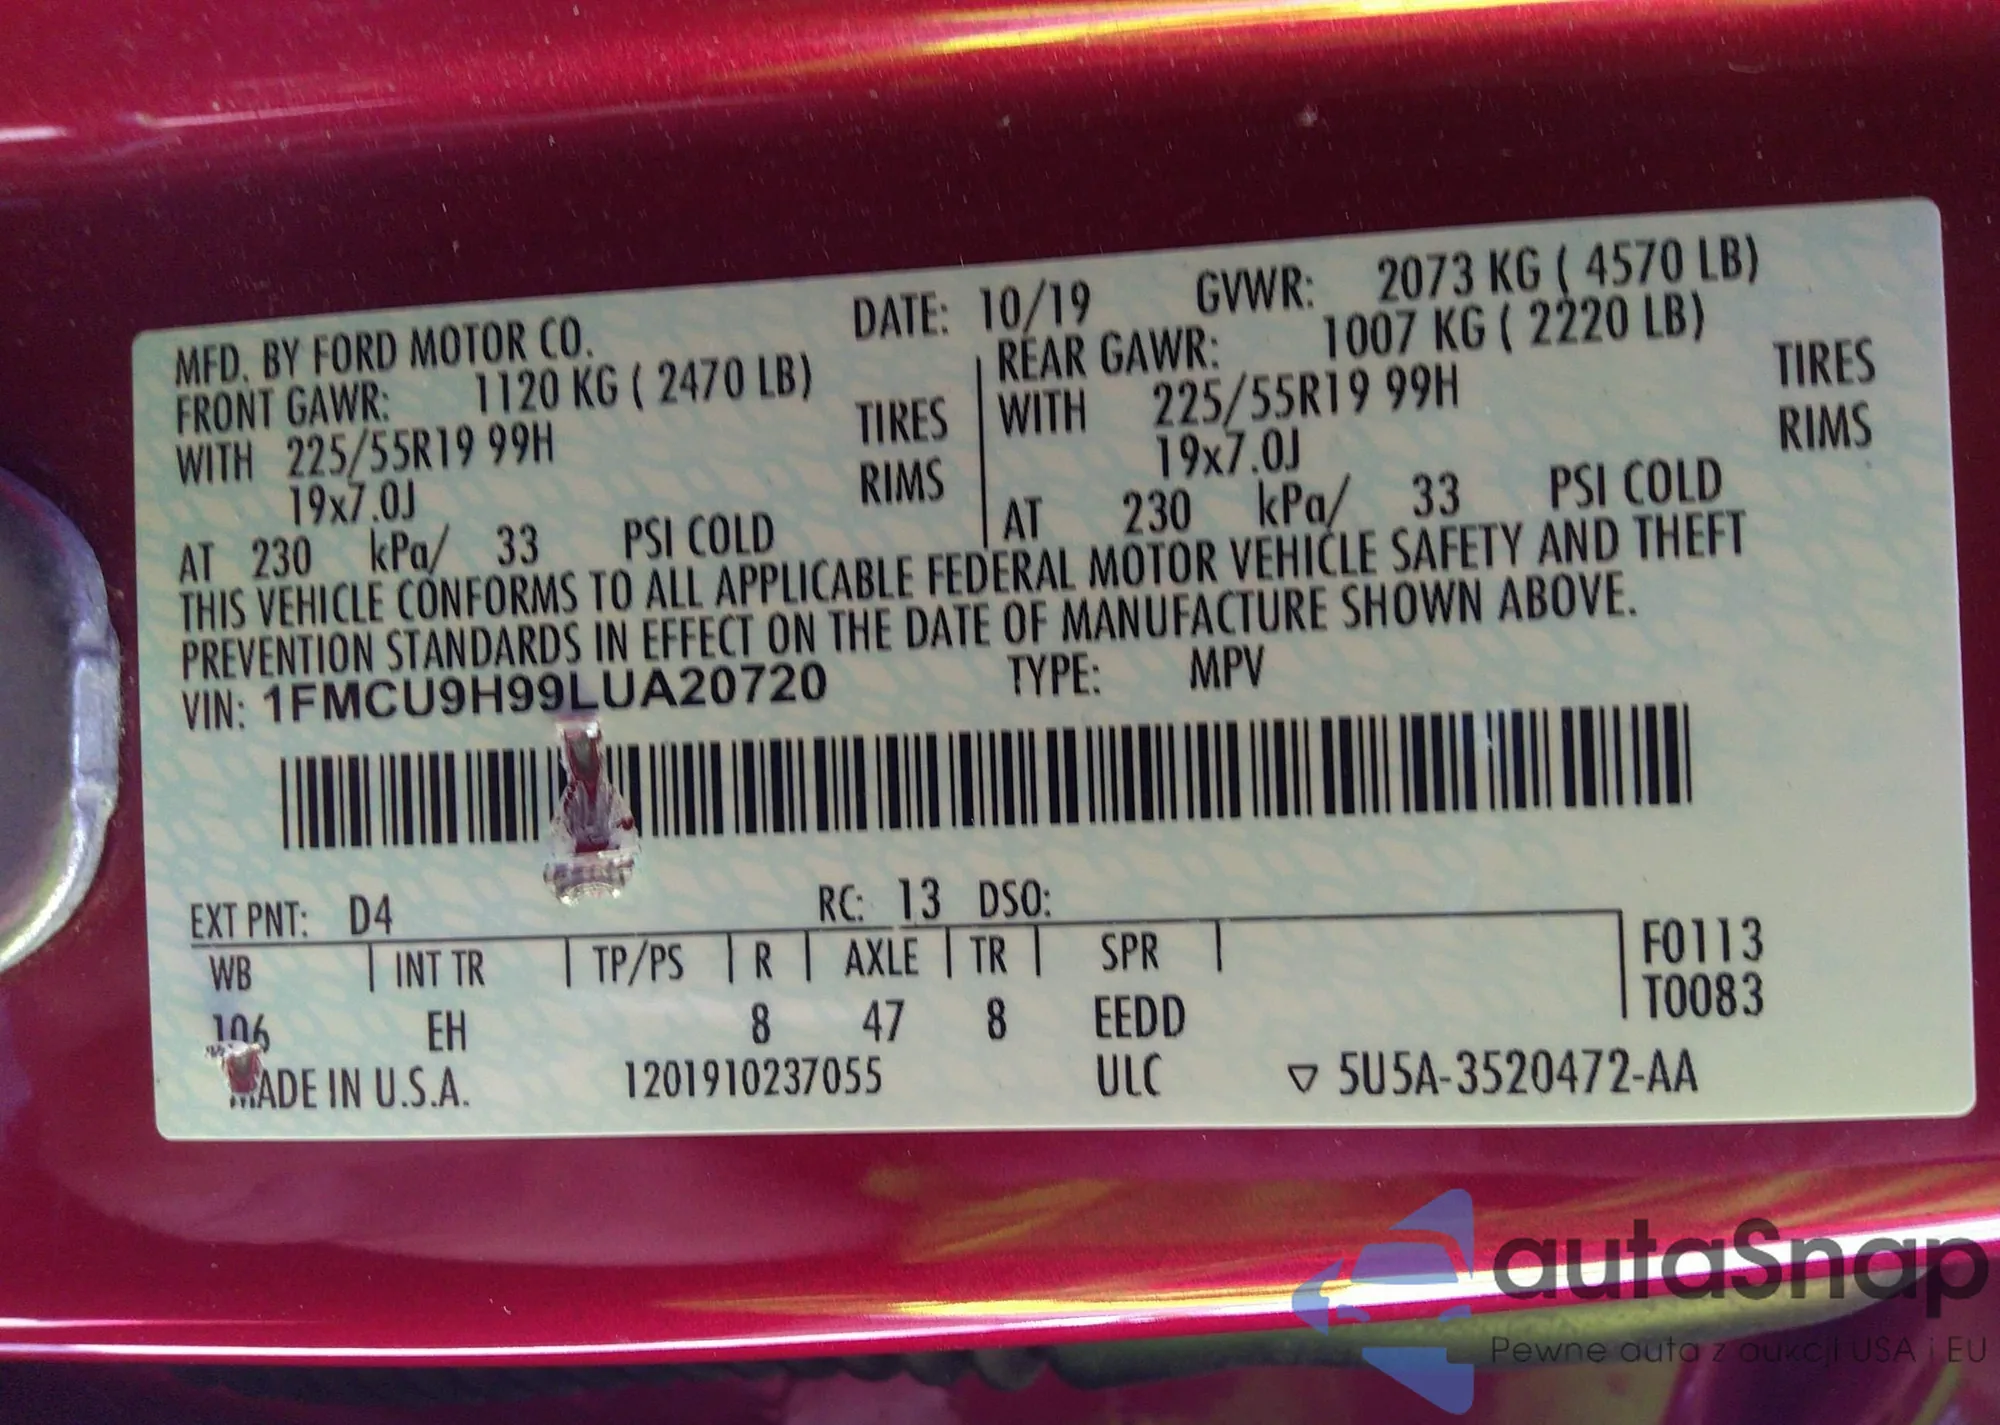 MFD. BY FORD MOTOR CO. DATE: 10/19 GVWR: 2073 KG ( 4570 LB)
FRONT GAWR: 1120 KG ( 2470 LB) REAR GAWR: 1007 KG ( 2220 LB)
WITH 225/55R19 99H TIRES WITH 225/55R19 99H TIRES
19x7.0J RIMS 19x7.0J RIMS
AT 230 kPa/ 33 PSI COLD AT 230 kPa/ 33 PSI COLD
THIS VEHICLE CONFORMS TO ALL APPLICABLE FEDERAL MOTOR VEHICLE SAFETY AND THEFT
PREVENTION STANDARDS IN EFFECT ON THE DATE OF MANUFACTURE SHOWN ABOVE.
VIN: 1FMCU9H99LUA20720 TYPE: MPV
EXT PNT: D4 RC: 13 DSO:
WB INT TR TP/PS R AXLE TR SPR F0113
T0083
106 EH 8 47 8 EEDD
MADE IN U.S.A. 1201910237055 ULC ▽ 5U5A-3520472-AA
autaSnap
Pewne auta z aukcji USA i EU